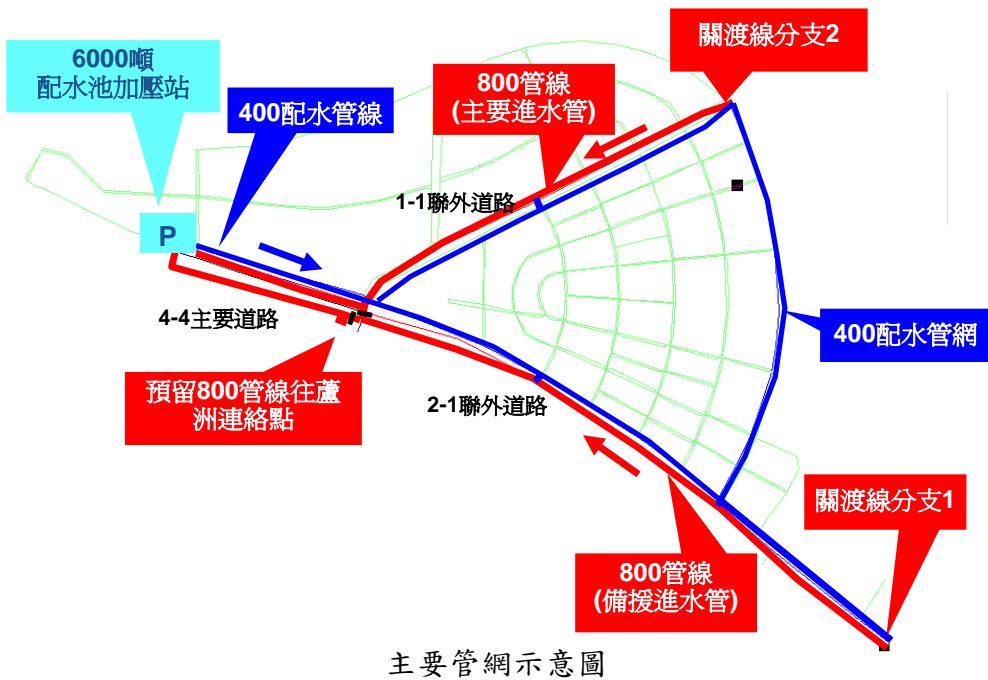 關渡線分支2
6000噸
配水池加壓站
800管線
(主要進水管)
400配水管線
1-1聯外道路
P
4-4主要道路
400配水管網
預留800管線往蘆
洲連絡點
2-1聯外道路
關渡線分支1
800管線
(備援進水管)
主要管網示意圖